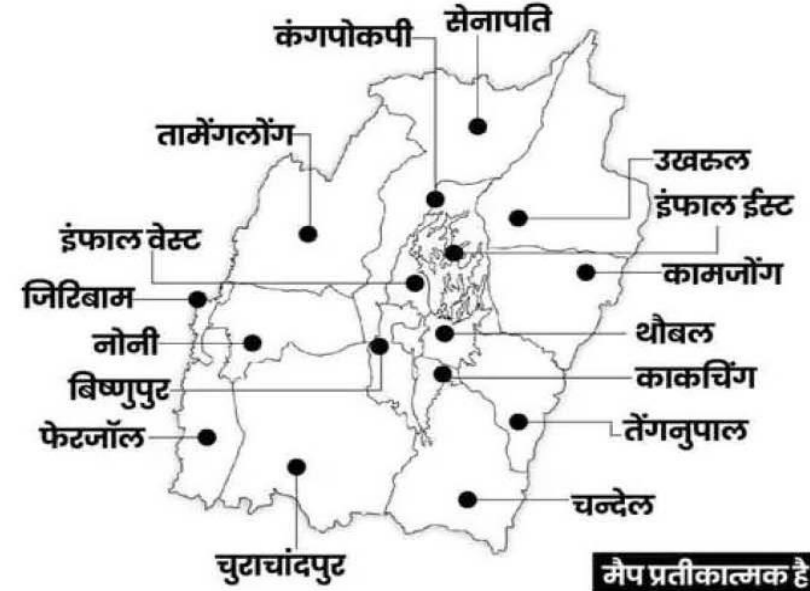 सेनापति
कंगपोकपी
तामेंगलोंग
उखरुल
इंफाल ईस्ट
इंफाल वेस्ट
कामजोंग
जिरिबाम
थौबल
नोनी
काकचिंग
बिष्णुपुर
तेंगनुपाल
फेरजॉल
चन्देल
चुराचांदपुर
मैप प्रतीकात्मक है